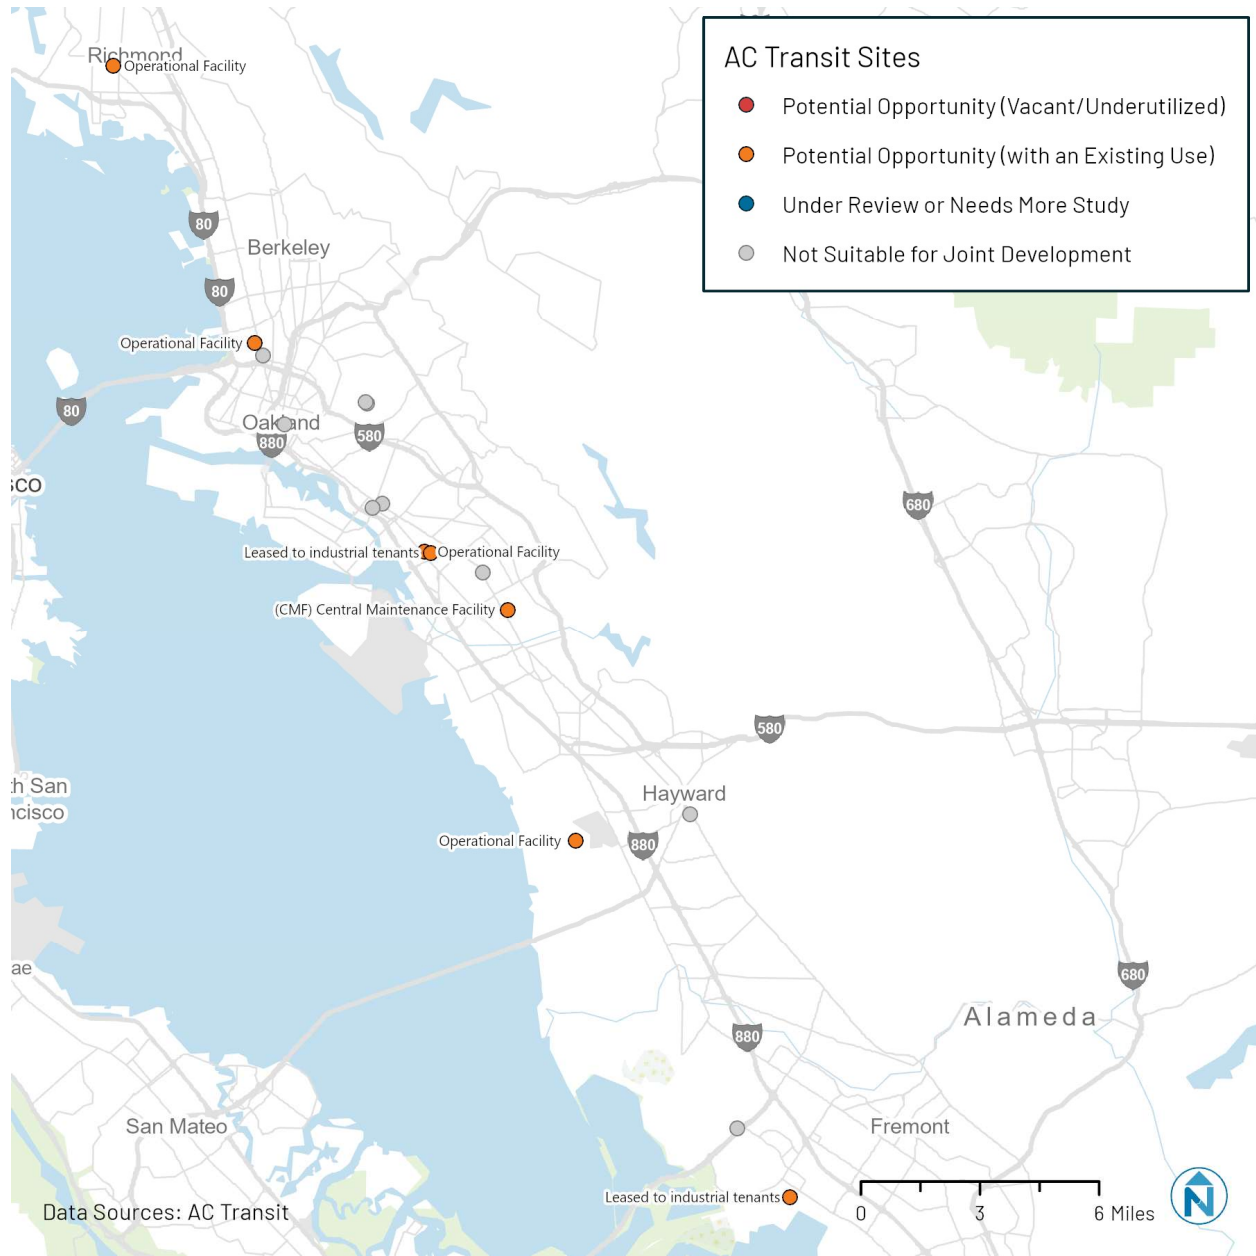 Richmond
Operational Facility
AC Transit Sites
Potential Opportunity (Vacant/Underutilized)
Potential Opportunity (with an Existing Use)
Under Review or Needs More Study
Not Suitable for Joint Development
80
Berkeley
80
Operational Facility
80
Oakland
880
580
sco
680
Leased to industrial tenants
Operational Facility
(CMF) Central Maintenance Facility
580
th San
ncisco
Hayward
Operational Facility
880
ae
680
Alameda
880
San Mateo
Fremont
Leased to industrial tenants
Data Sources: AC Transit
0 3 6 Miles
N